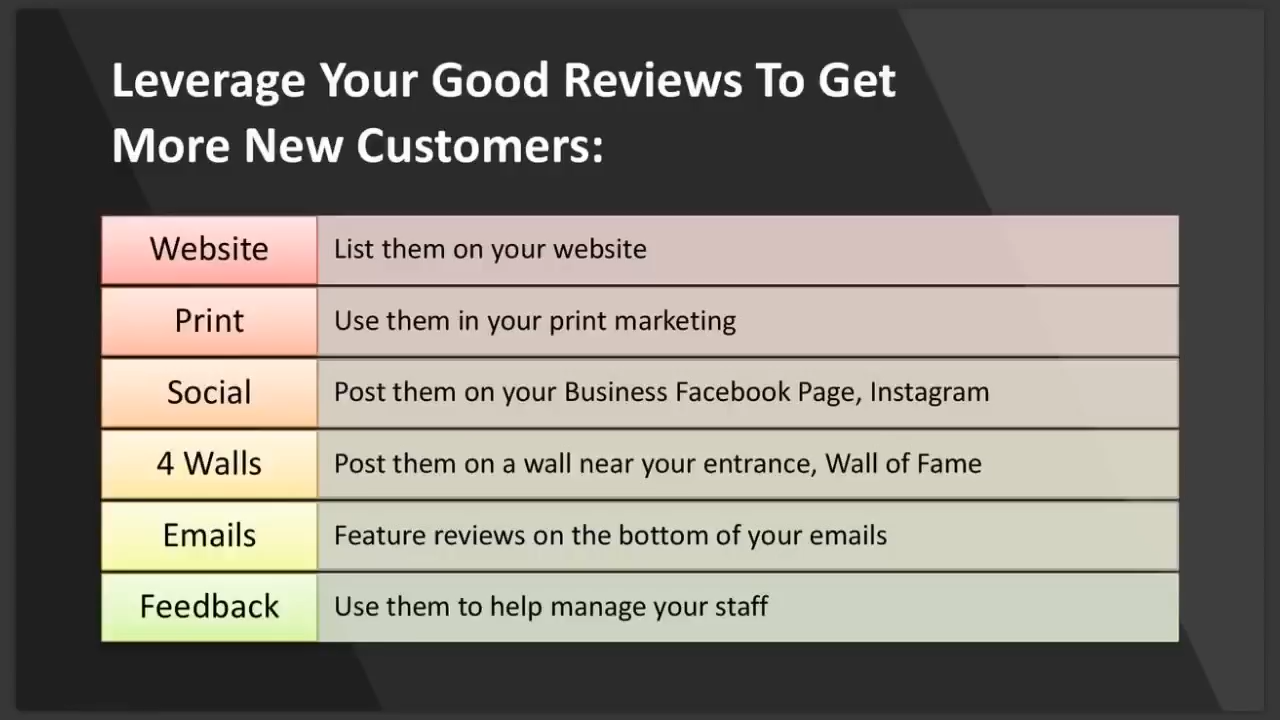 Leverage Your Good Reviews To Get
More New Customers:
Website List them on your website
Print Use them in your print marketing
Social Post them on your Business Facebook Page, Instagram
4 Walls Post them on a wall near your entrance, Wall of Fame
Emails Feature reviews on the bottom of your emails
Feedback Use them to help manage your staff